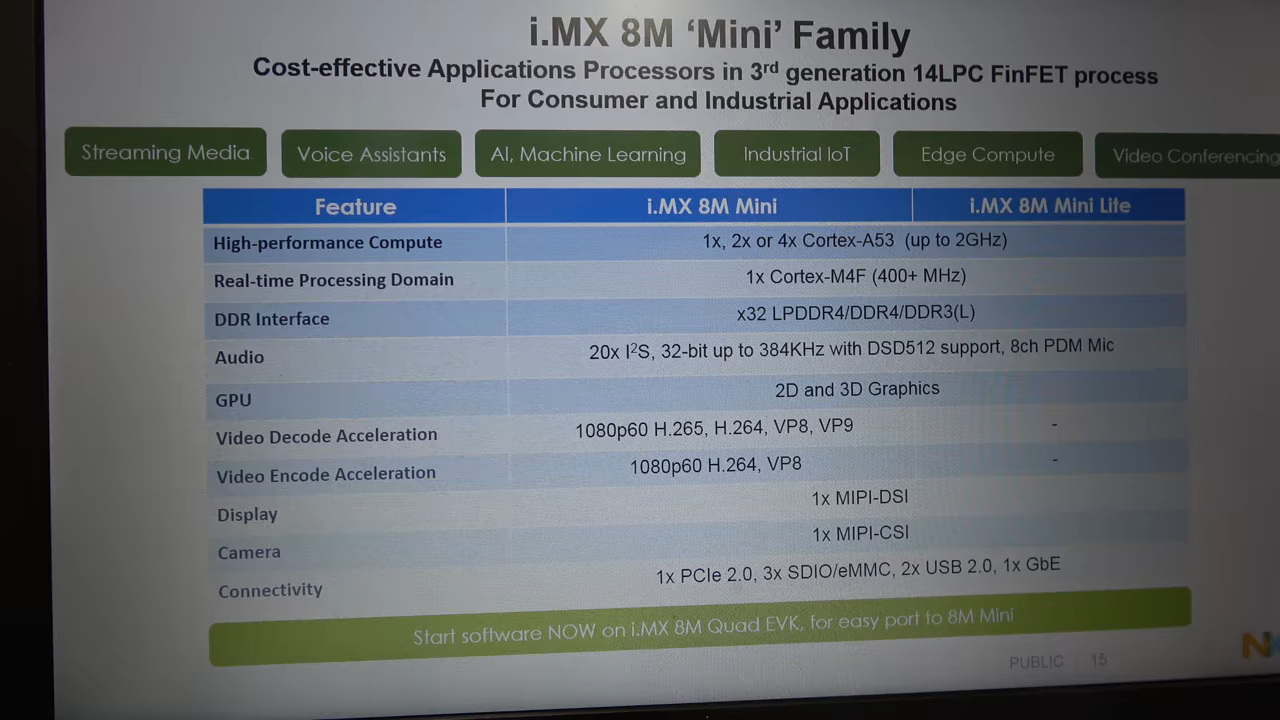 i.MX 8M ‘Mini’ Family
Cost-effective Applications Processors in 3rd generation 14LPC FinFET process
For Consumer and Industrial Applications
Streaming Media Voice Assistants AI, Machine Learning Industrial IoT Edge Compute Video Conferencing
Feature i.MX 8M Mini i.MX 8M Mini Lite
High-performance Compute 1x, 2x or 4x Cortex-A53 (up to 2GHz)
Real-time Processing Domain 1x Cortex-M4F (400+ MHz)
DDR Interface x32 LPDDR4/DDR4/DDR3(L)
Audio 20x I²S, 32-bit up to 384KHz with DSD512 support, 8ch PDM Mic
GPU 2D and 3D Graphics
Video Decode Acceleration 1080p60 H.265, H.264, VP8, VP9 -
Video Encode Acceleration 1080p60 H.264, VP8 -
Display 1x MIPI-DSI
Camera 1x MIPI-CSI
Connectivity 1x PCIe 2.0, 3x SDIO/eMMC, 2x USB 2.0, 1x GbE
Start software NOW on i.MX 8M Quad EVK, for easy port to 8M Mini
PUBLIC | 15